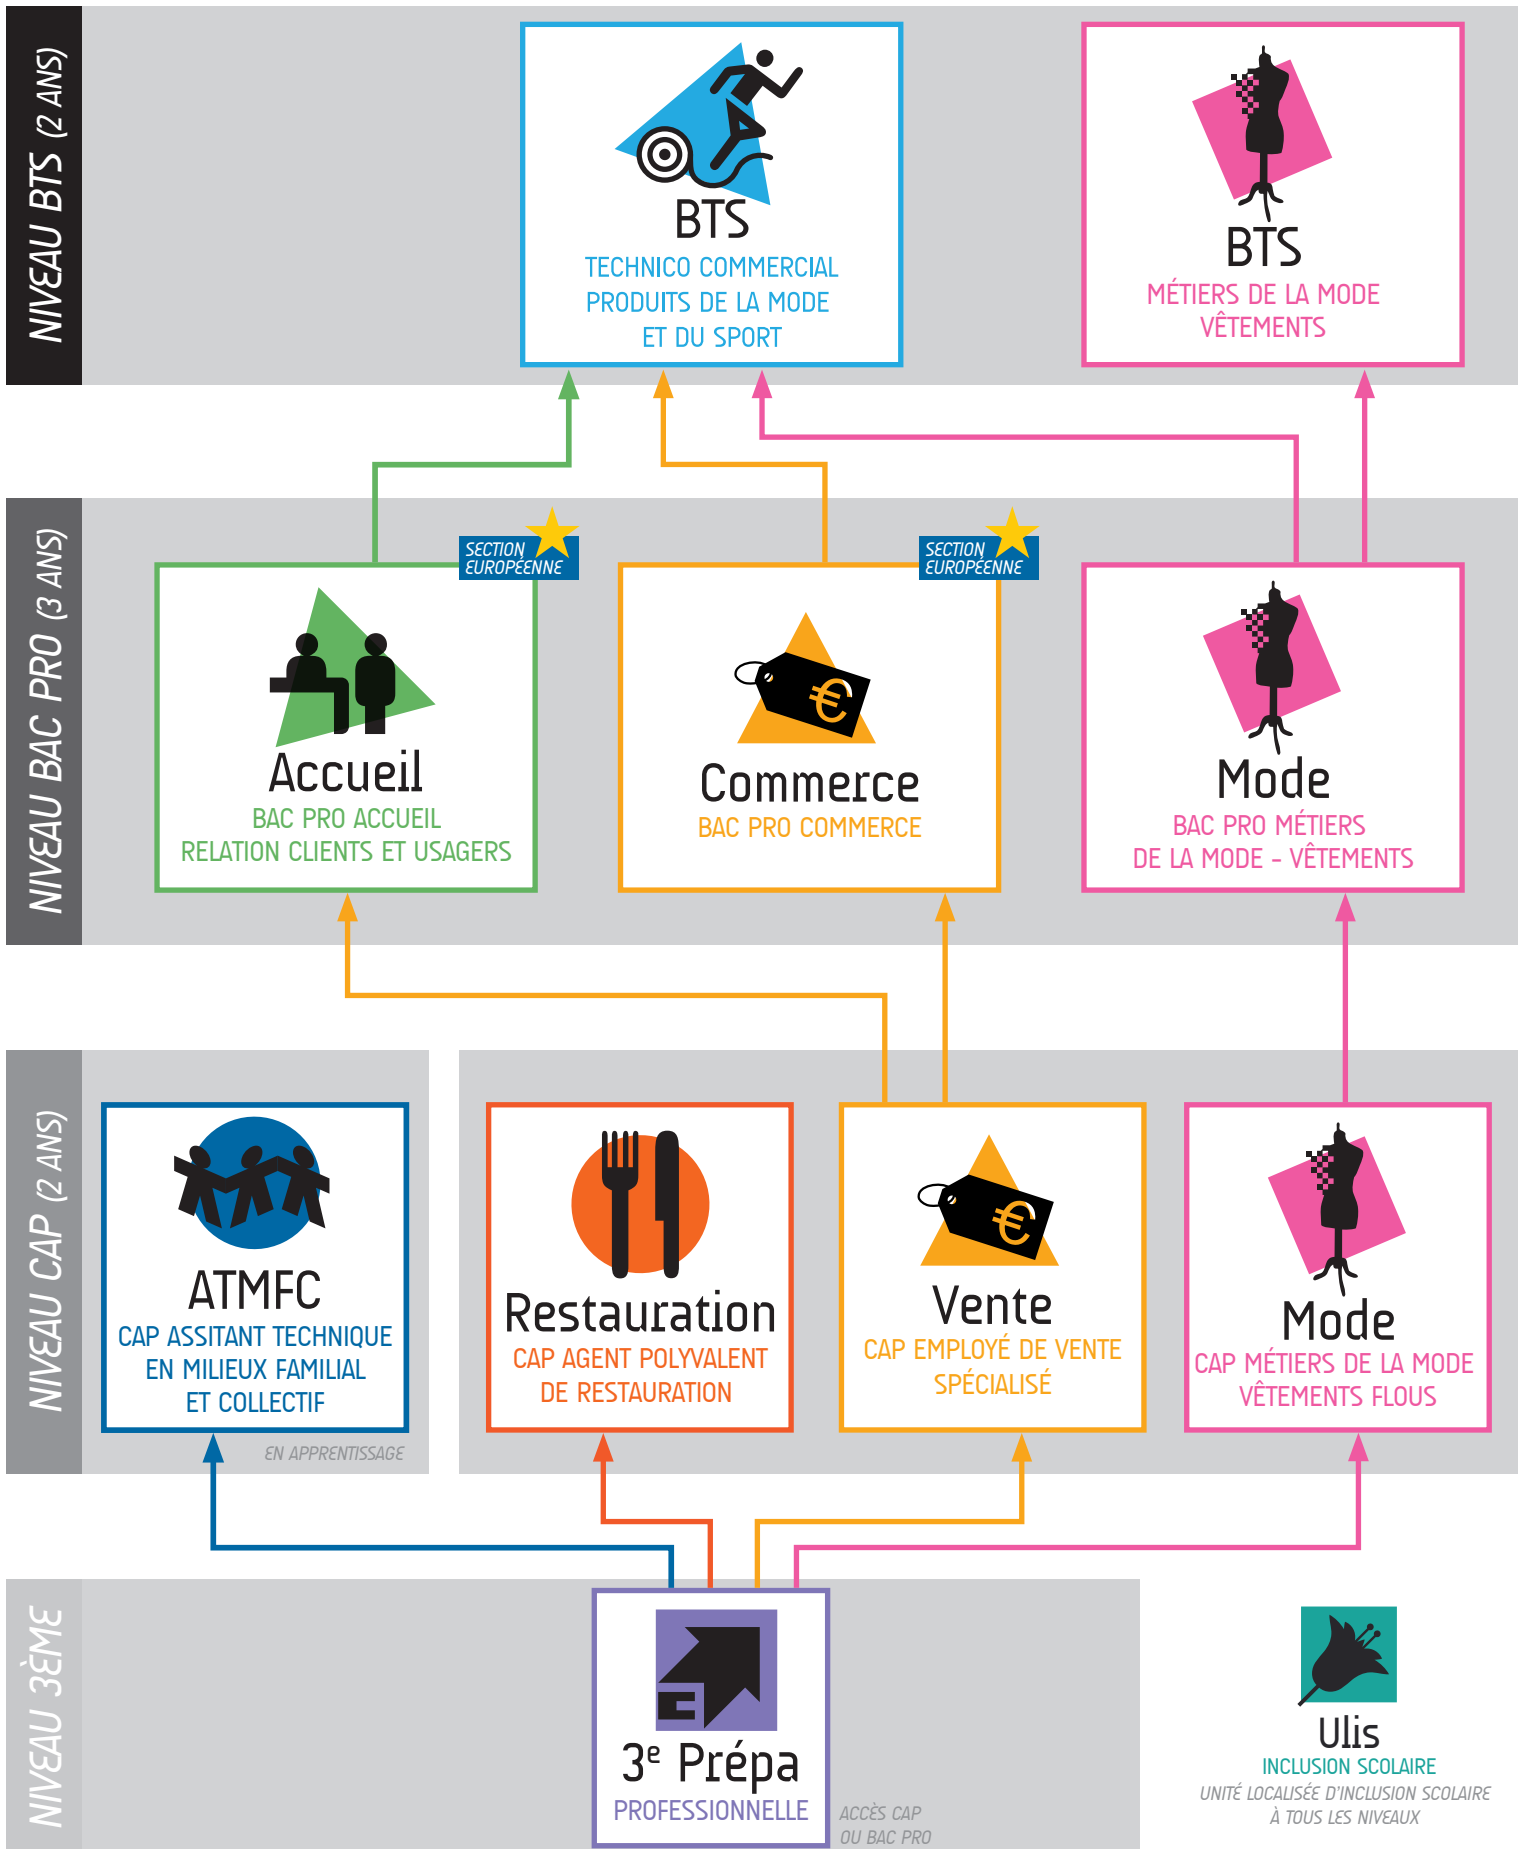 NIVEAU BTS (2 ANS)
BTS
TECHNICO COMMERCIAL
PRODUITS DE LA MODE
ET DU SPORT
BTS
MÉTIERS DE LA MODE
VÊTEMENTS
NIVEAU BAC PRO (3 ANS)
SECTION
EUROPÉENNE
Accueil
BAC PRO ACCUEIL
RELATION CLIENTS ET USAGERS
SECTION
EUROPÉENNE
€
Commerce
BAC PRO COMMERCE
Mode
BAC PRO MÉTIERS
DE LA MODE - VÊTEMENTS
NIVEAU CAP (2 ANS)
ATMFC
CAP ASSITANT TECHNIQUE
EN MILIEUX FAMILIAL
ET COLLECTIF
EN APPRENTISSAGE
Restauration
CAP AGENT POLYVALENT
DE RESTAURATION
€
Vente
CAP EMPLOYÉ DE VENTE
SPÉCIALISÉ
Mode
CAP MÉTIERS DE LA MODE
VÊTEMENTS FLOUS
NIVEAU 3ÈME
3e Prépa
PROFESSIONNELLE
ACCÈS CAP
OU BAC PRO
Ulis
INCLUSION SCOLAIRE
UNITÉ LOCALISÉE D'INCLUSION SCOLAIRE
À TOUS LES NIVEAUX